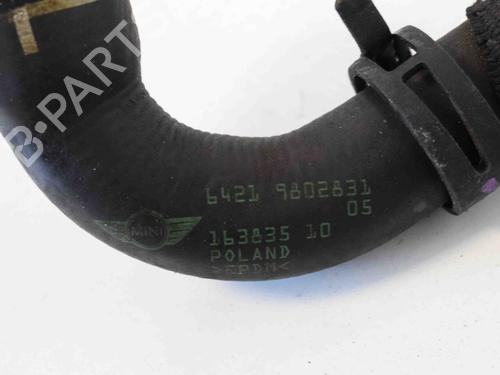 B-PARTS
6421 9802831
05
MINI
163835 10
POLAND
>EPDM<